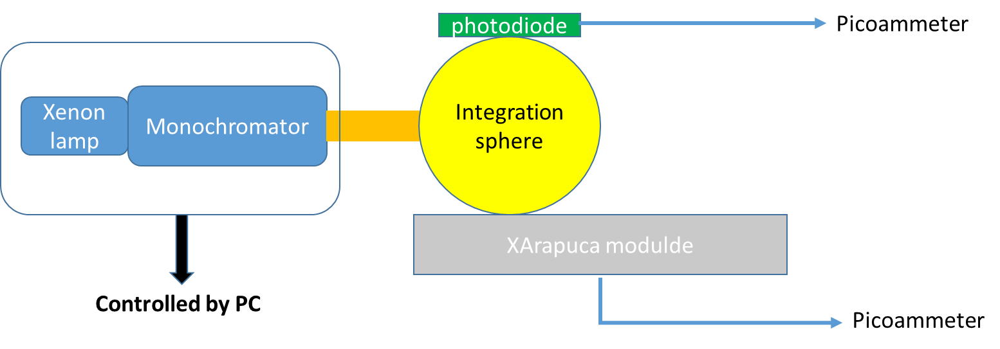 photodiode
Picoammeter
Xenon
lamp
Monochromator
Integration
sphere
XArapuca modulde
Controlled by PC
Picoammeter